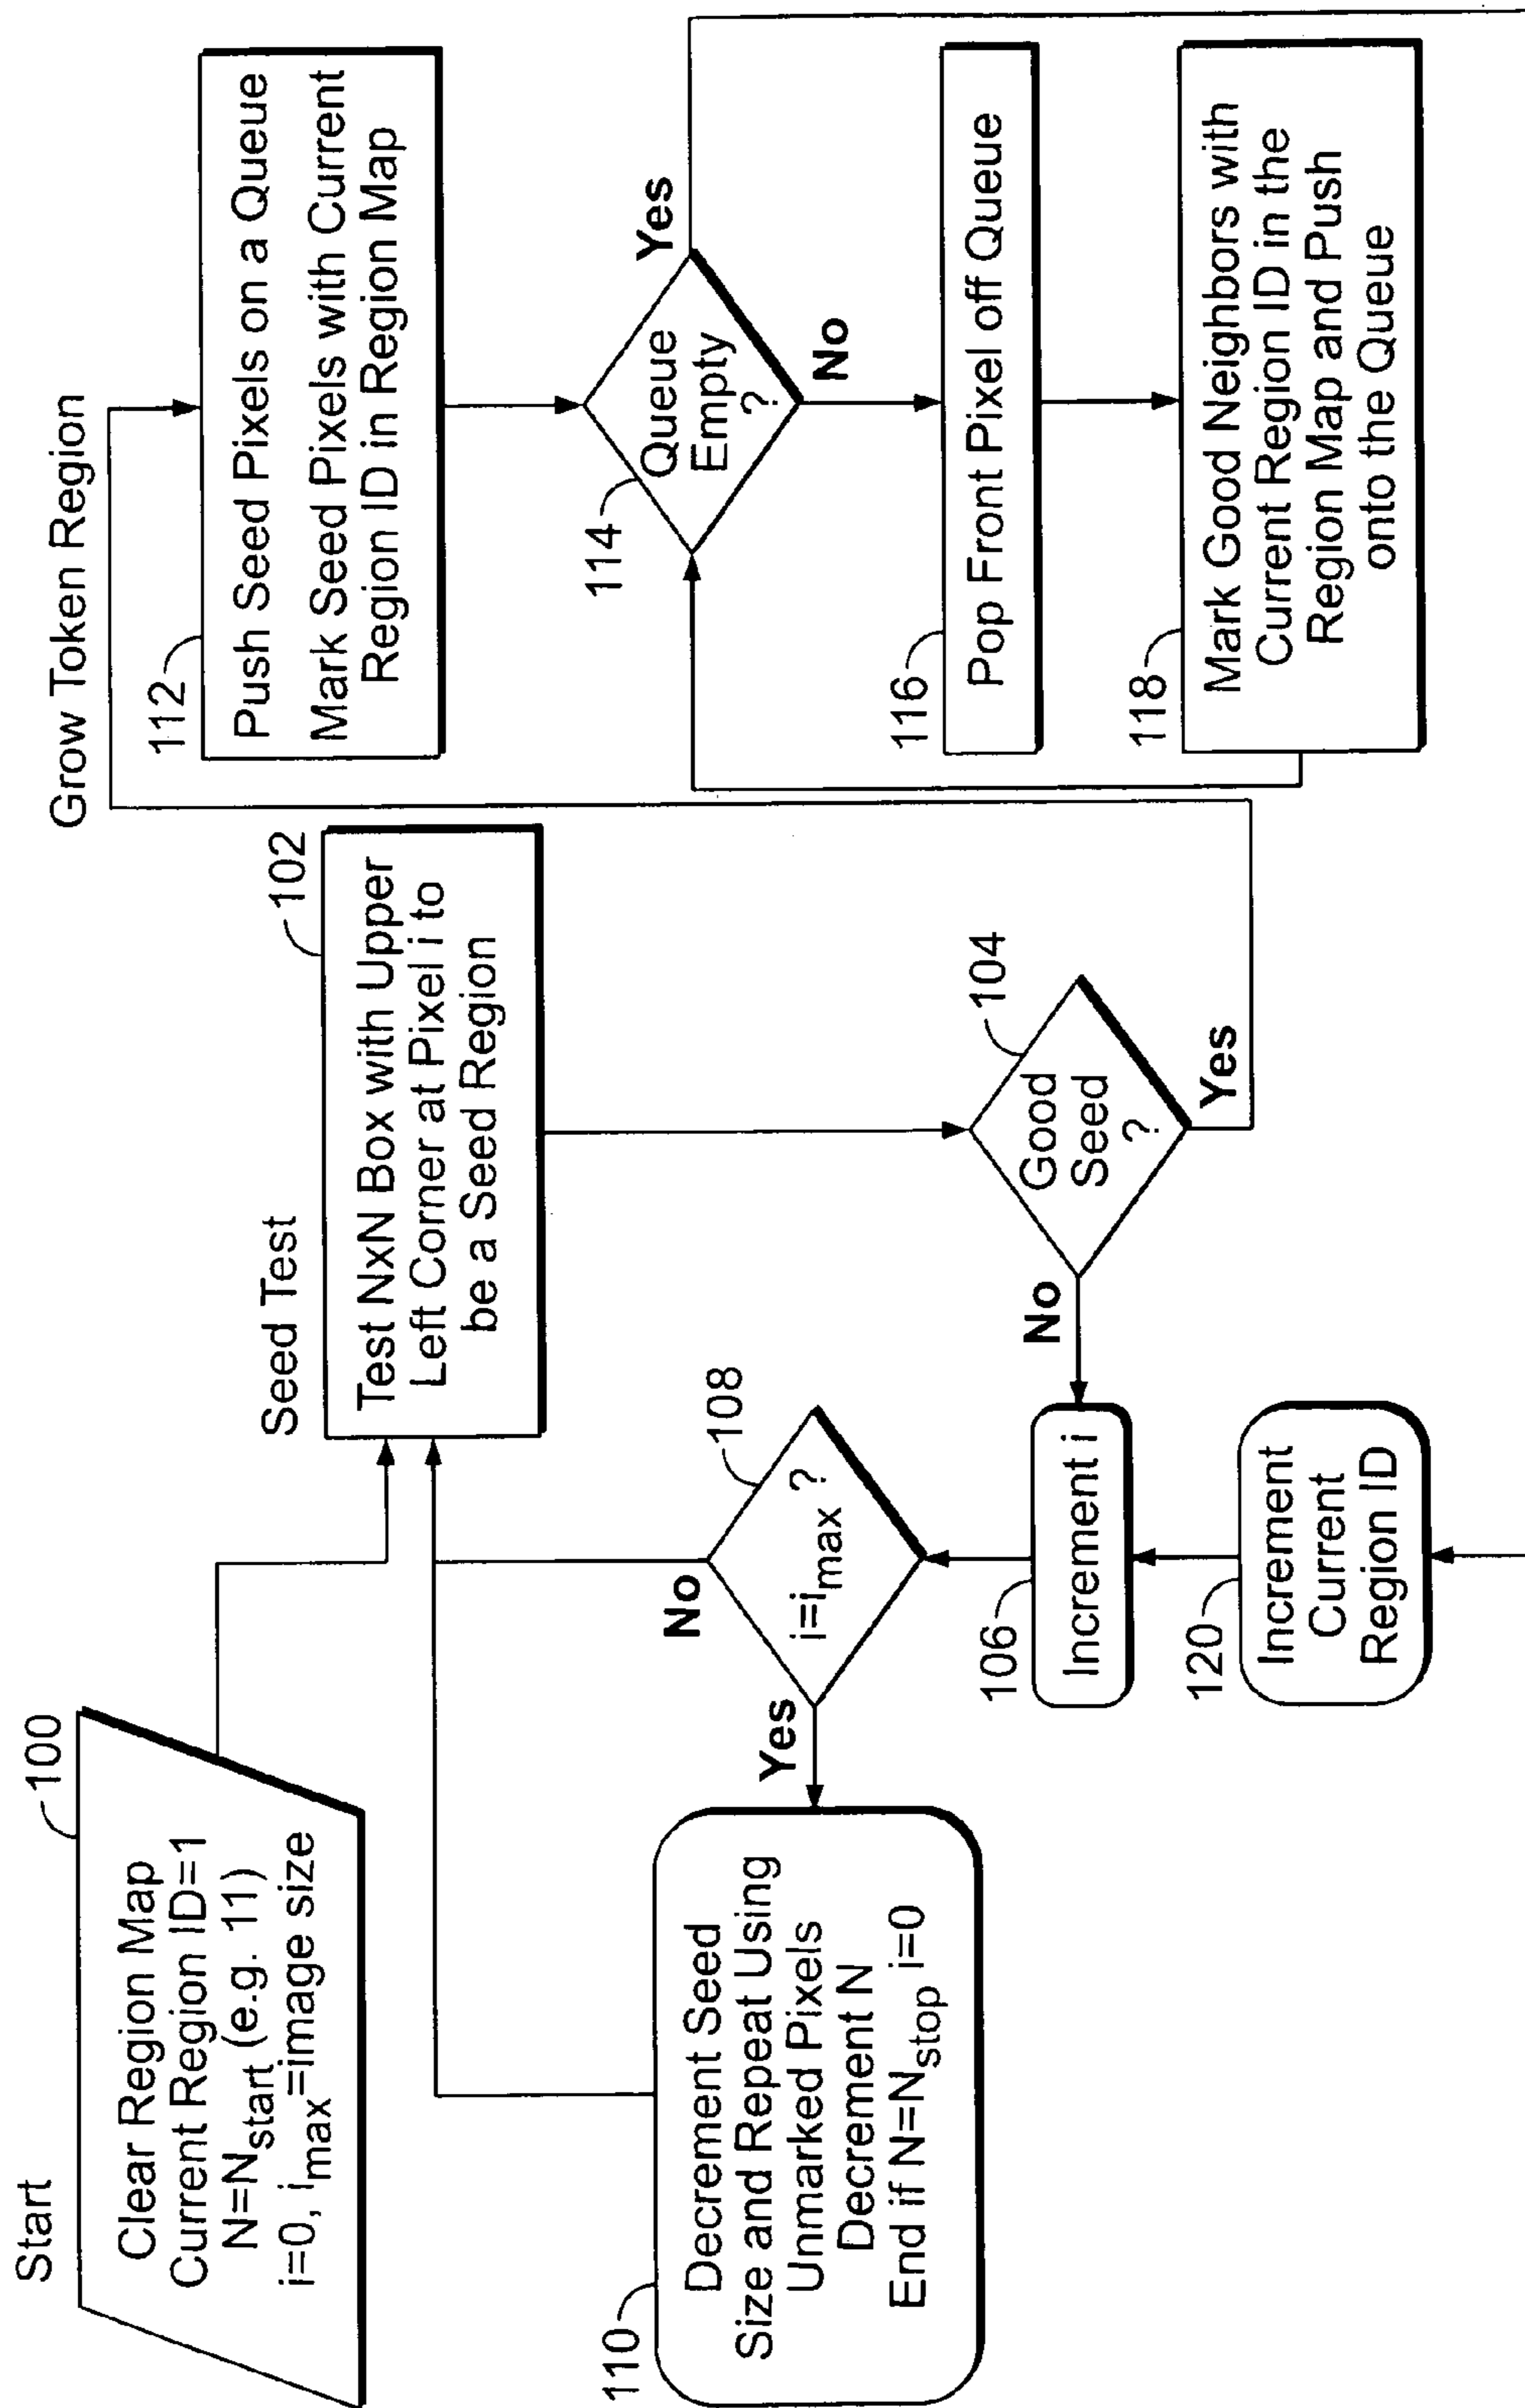 Start
100
Clear Region Map
Current Region ID=1
N=Nstart (e.g. 11)
i=0, imax=image size
Seed Test
102
Test NxN Box with Upper
Left Corner at Pixel i to
be a Seed Region
104
Good
Seed
?
No
Yes
106
Increment i
108
i=imax ?
No
Yes
110
Decrement Seed
Size and Repeat Using
Unmarked Pixels
Decrement N
End if N=Nstop i=0
Grow Token Region
112
Push Seed Pixels on a Queue
Mark Seed Pixels with Current
Region ID in Region Map
114
Queue
Empty
?
Yes
No
116
Pop Front Pixel off Queue
118
Mark Good Neighbors with
Current Region ID in the
Region Map and Push
onto the Queue
120
Increment
Current
Region ID